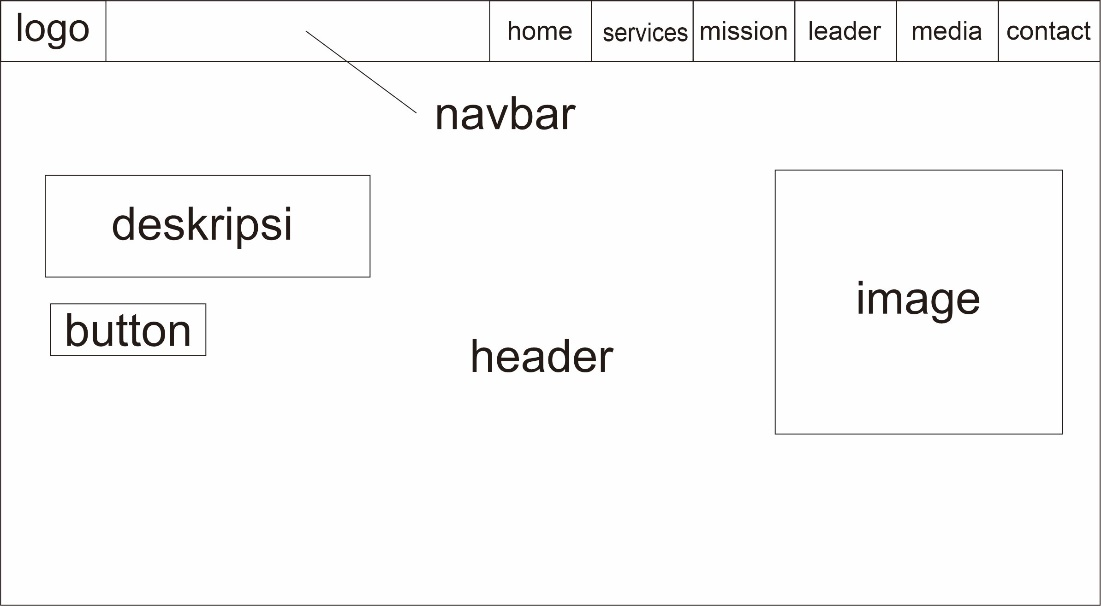 logo
home
services
mission
leader
media
contact
navbar
deskripsi
image
button
header